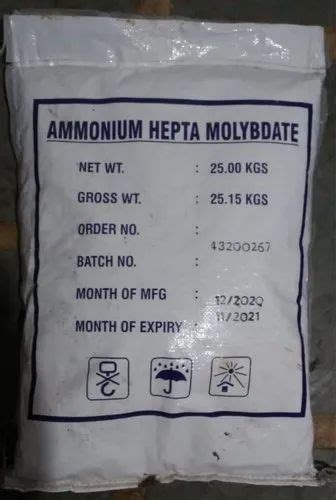 AMMONIUM HEPTA MOLYBDATE
NET WT. : 25.00 KGS
GROSS WT. : 25.15 KGS
ORDER NO. :
43200267
BATCH NO. :
MONTH OF MFG : 12/2020
MONTH OF EXPIRY : 11/2021